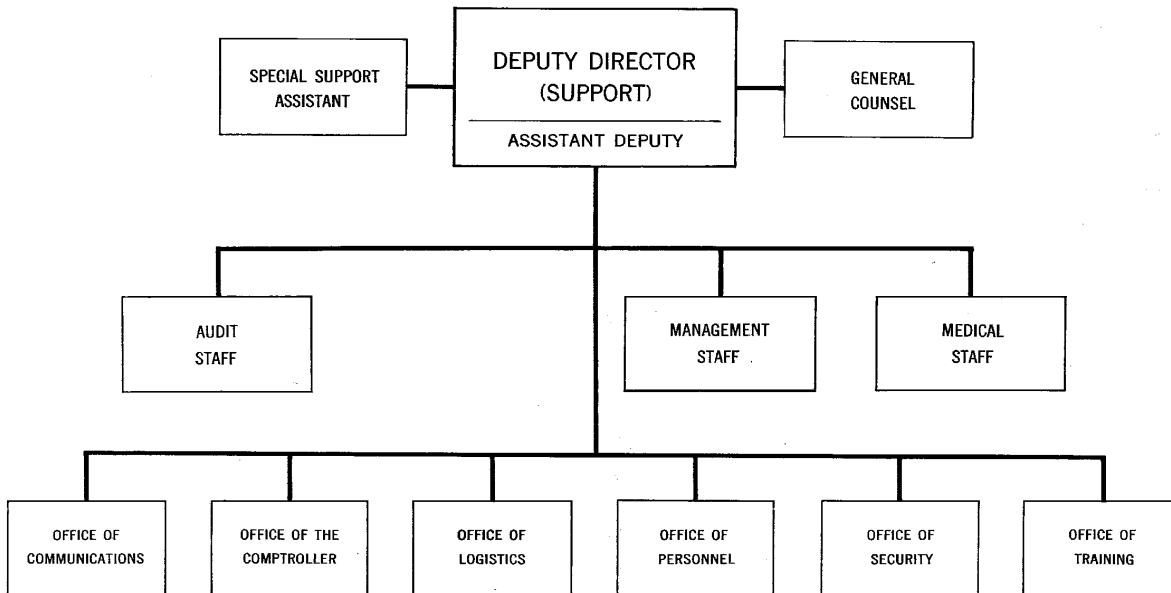 SPECIAL SUPPORT
ASSISTANT
DEPUTY DIRECTOR
(SUPPORT)
ASSISTANT DEPUTY
GENERAL
COUNSEL
AUDIT
STAFF
MANAGEMENT
STAFF
MEDICAL
STAFF
OFFICE OF
COMMUNICATIONS
OFFICE OF THE
COMPTROLLER
OFFICE OF
LOGISTICS
OFFICE OF
PERSONNEL
OFFICE OF
SECURITY
OFFICE OF
TRAINING